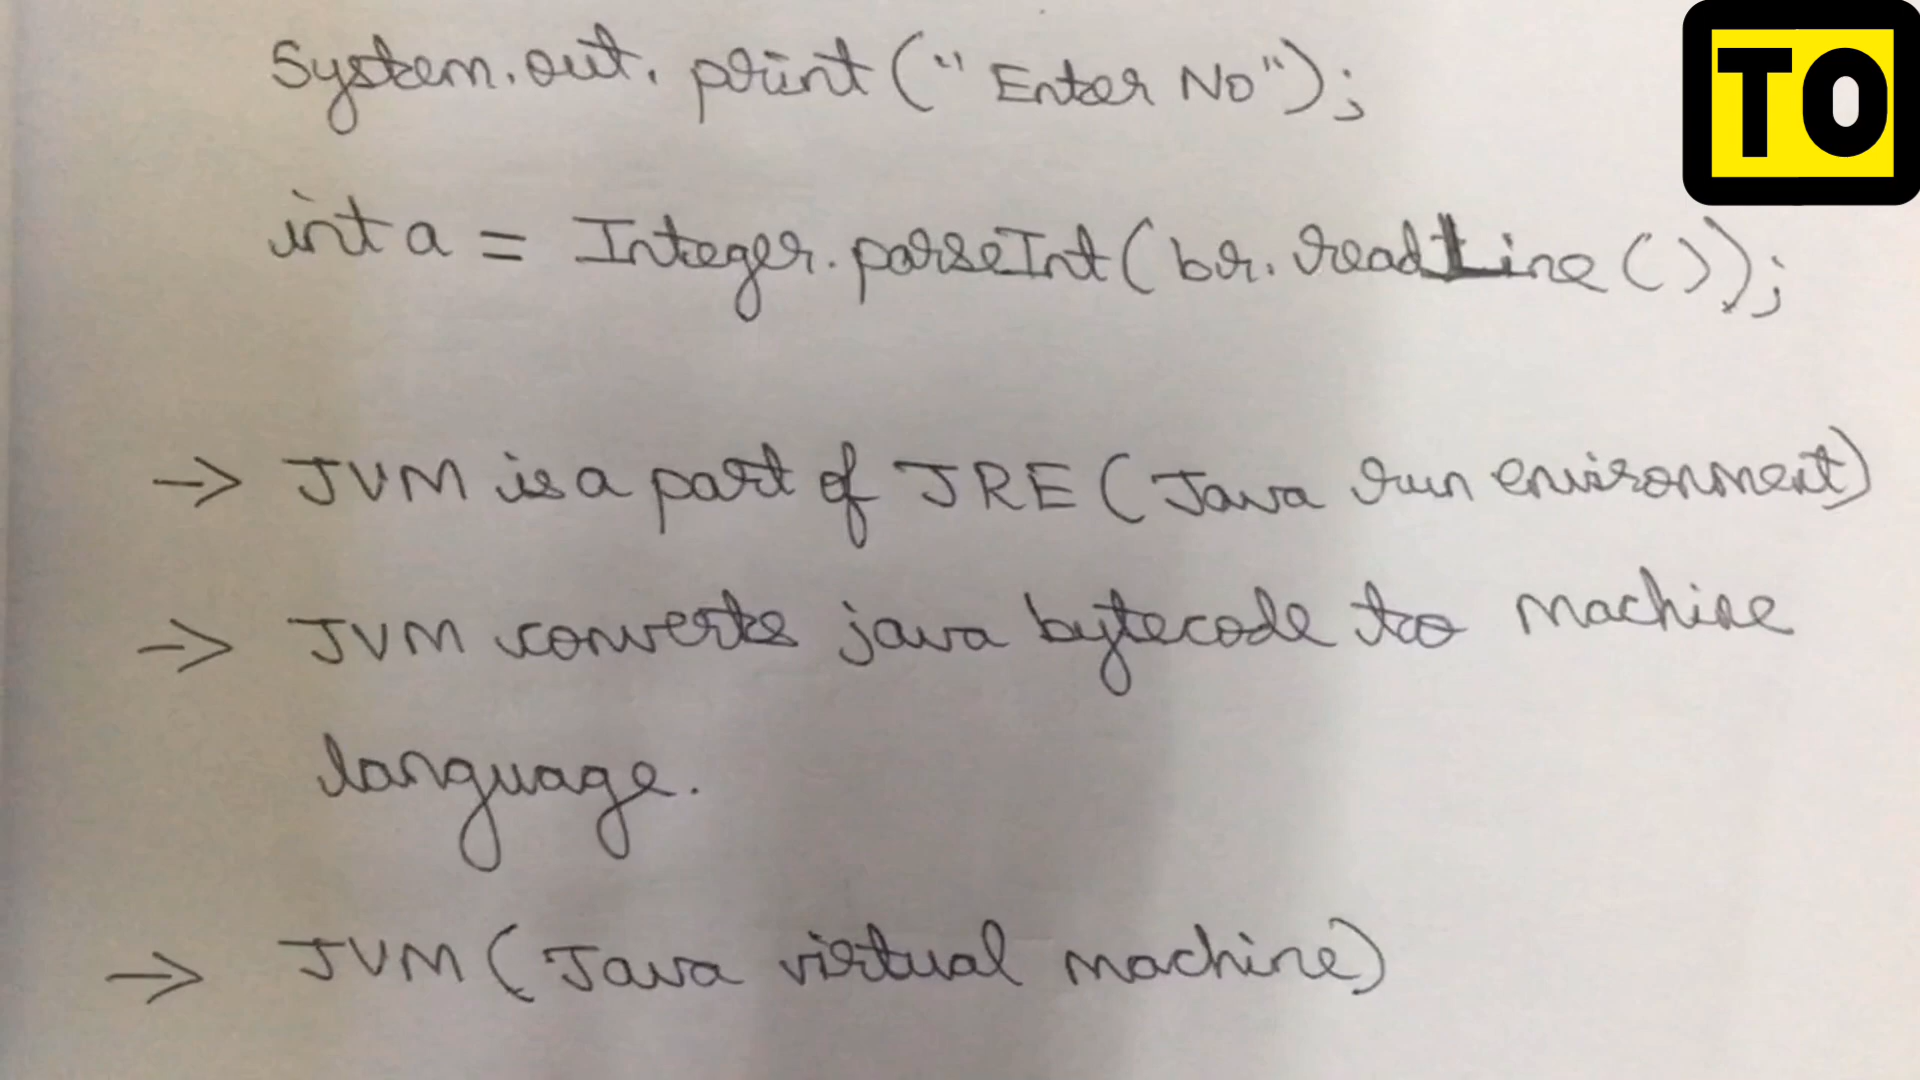 System.out.print("Enter No");
TO
int a = Integer.parseInt(br.readLine());
→ JVM is a part of JRE (Java run environment)
→ JVM converts java bytecode to machine
language.
→ JVM (Java virtual machine)